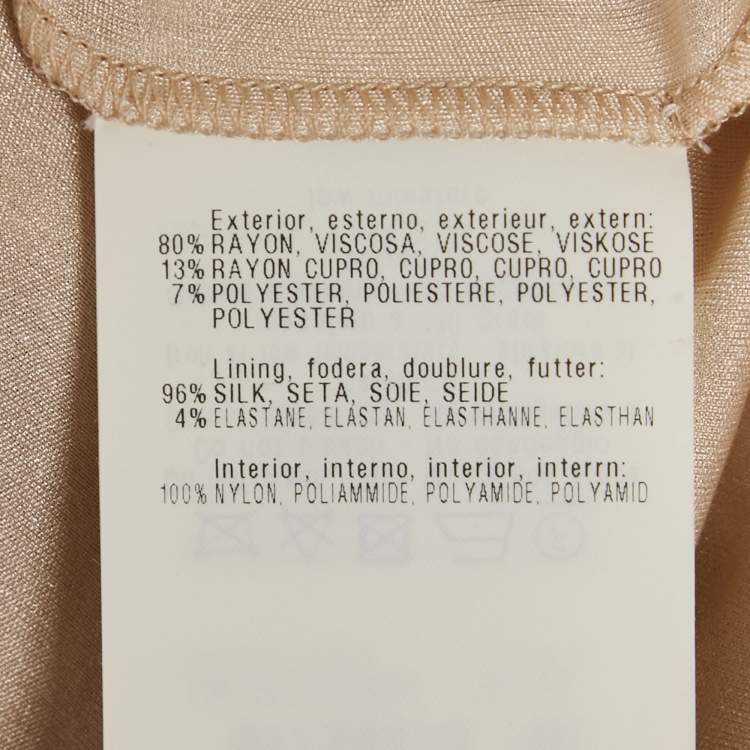 Exterior, esterno, exterieur, extern:
80% RAYON, VISCOSA, VISCOSE, VISKOSE
13% RAYON CUPRO, CUPRO, CUPRO, CUPRO
7% POLYESTER, POLIESTERE, POLYESTER,
POLYESTER
Lining, fodera, doublure, futter:
96% SILK, SETA, SOIE, SEIDE
4% ELASTANE, ELASTAN, ELASTHANNE, ELASTHAN
Interior, interno, interior, interrn:
100% NYLON, POLIAMMIDE, POLYAMIDE, POLYAMID